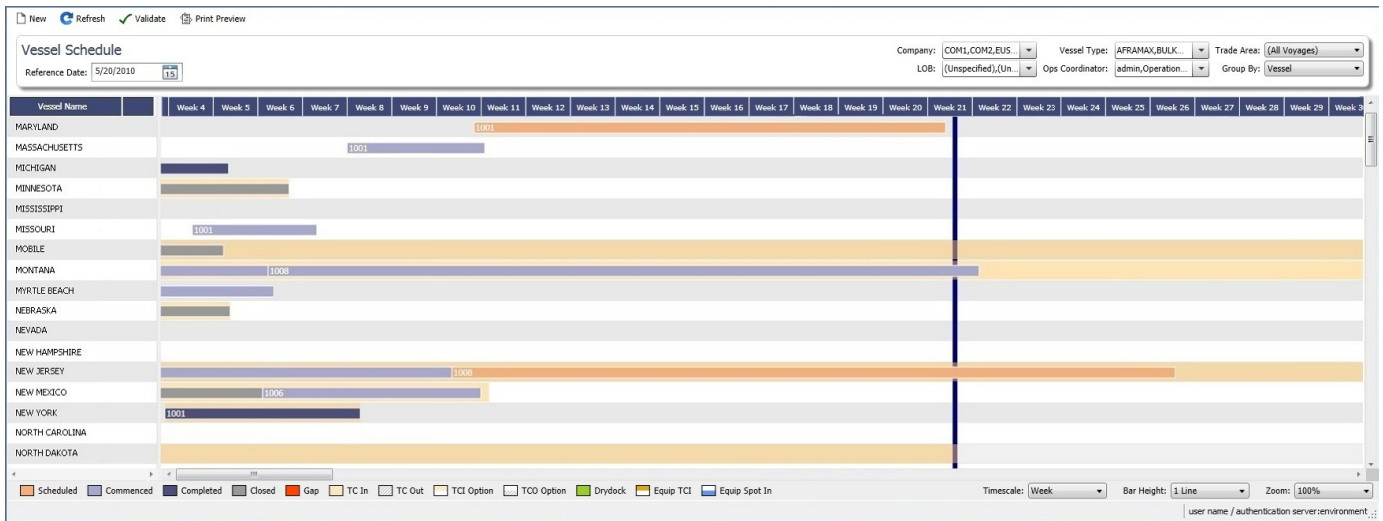 New Refresh Validate Print Preview
Vessel Schedule
Company: COM1,COM2,EUS... Vessel Type: AFRAMAX,BULK... Trade Area: (All Voyages)
Reference Date: 5/20/2010 15 LOB: (Unspecified),(Un... Ops Coordinator: admin,Operation... Group By: Vessel
Vessel Name Week 4 Week 5 Week 6 Week 7 Week 8 Week 9 Week 10 Week 11 Week 12 Week 13 Week 14 Week 15 Week 16 Week 17 Week 18 Week 19 Week 20 Week 21 Week 22 Week 23 Week 24 Week 25 Week 26 Week 27 Week 28 Week 29 Week 3
MARYLAND 1001
MASSACHUSETTS 1001
MICHIGAN
MINNESOTA
MISSISSIPPI
MISSOURI 1001
MOBILE
MONTANA 1008
MYRTLE BEACH
NEBRASKA
NEVADA
NEW HAMPSHIRE
NEW JERSEY 1008
NEW MEXICO 1006
NEW YORK 1001
NORTH CAROLINA
NORTH DAKOTA
Scheduled Commenced Completed Closed Gap TC In TC Out TCI Option TCO Option Drydock Equip TCI Equip Spot In Timescale: Week Bar Height: 1 Line Zoom: 100%
user name / authentication server:environment